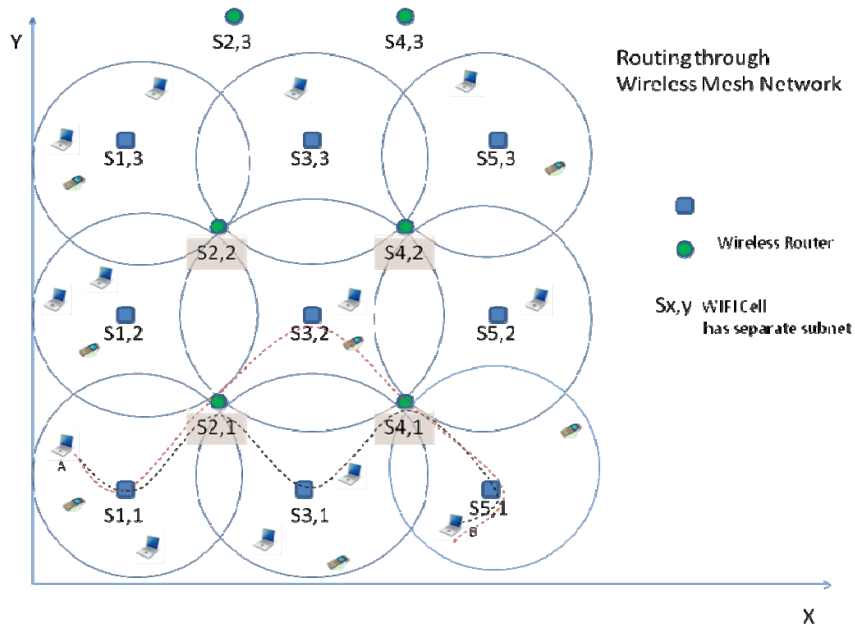 Y
S2,3
S4,3
Routing through
Wireless Mesh Network
S1,3
S3,3
S5,3
S2,2
S4,2
Wireless Router
Sx,y WIFI Cell
has separate subnet
S1,2
S3,2
S5,2
S2,1
S4,1
A
S1,1
S3,1
S5,1
B
X